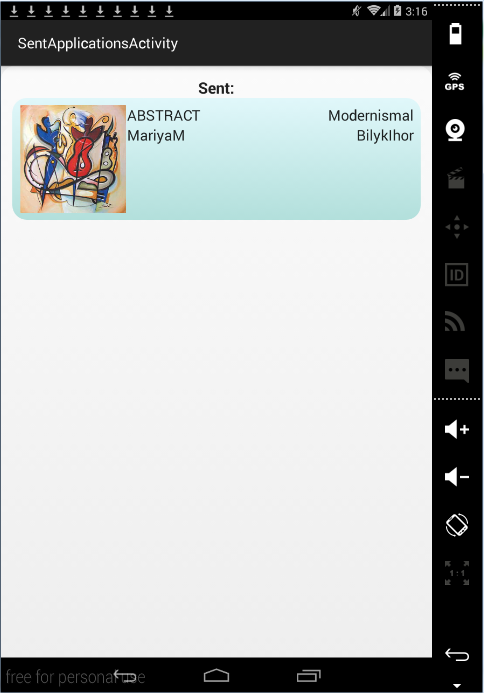 3:16
SentApplicationsActivity
GPS
Sent:
ABSTRACT Modernismal
MariyaM BilykIhor
ID
1:1
free for personal use